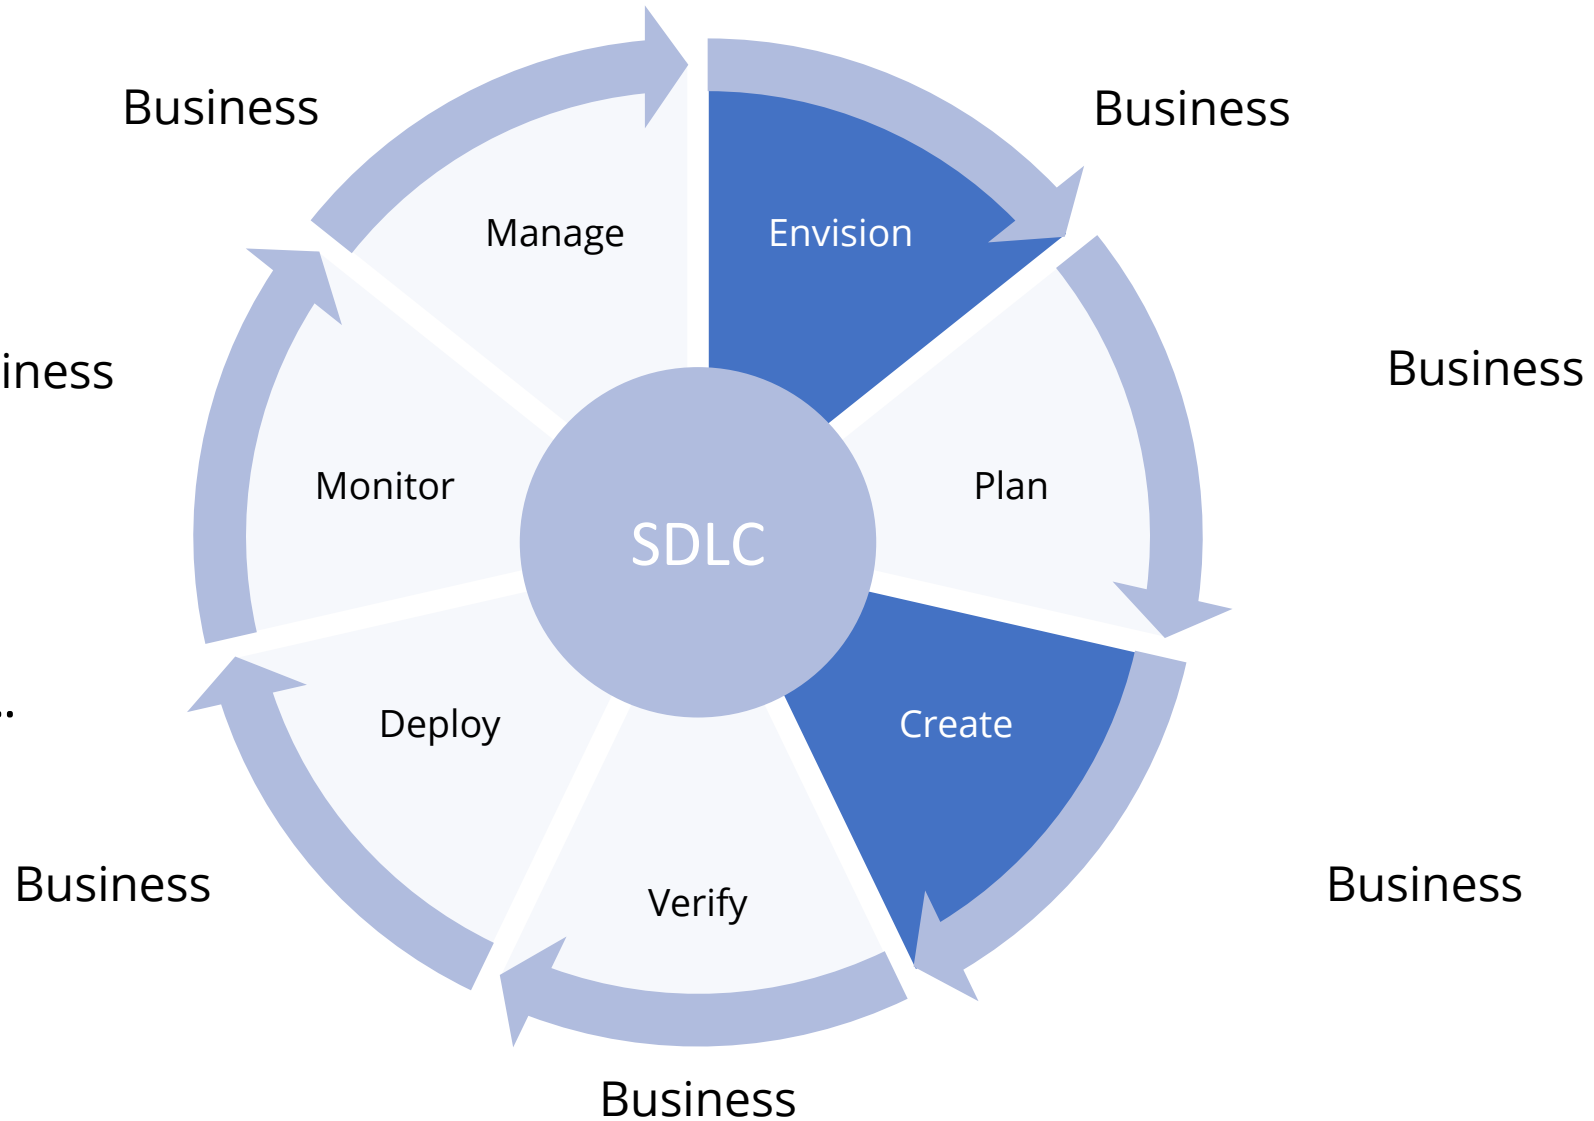 Business
Business
Manage
Envision
iness
Business
Monitor
Plan
SDLC
..
Deploy
Create
Business
Business
Verify
Business